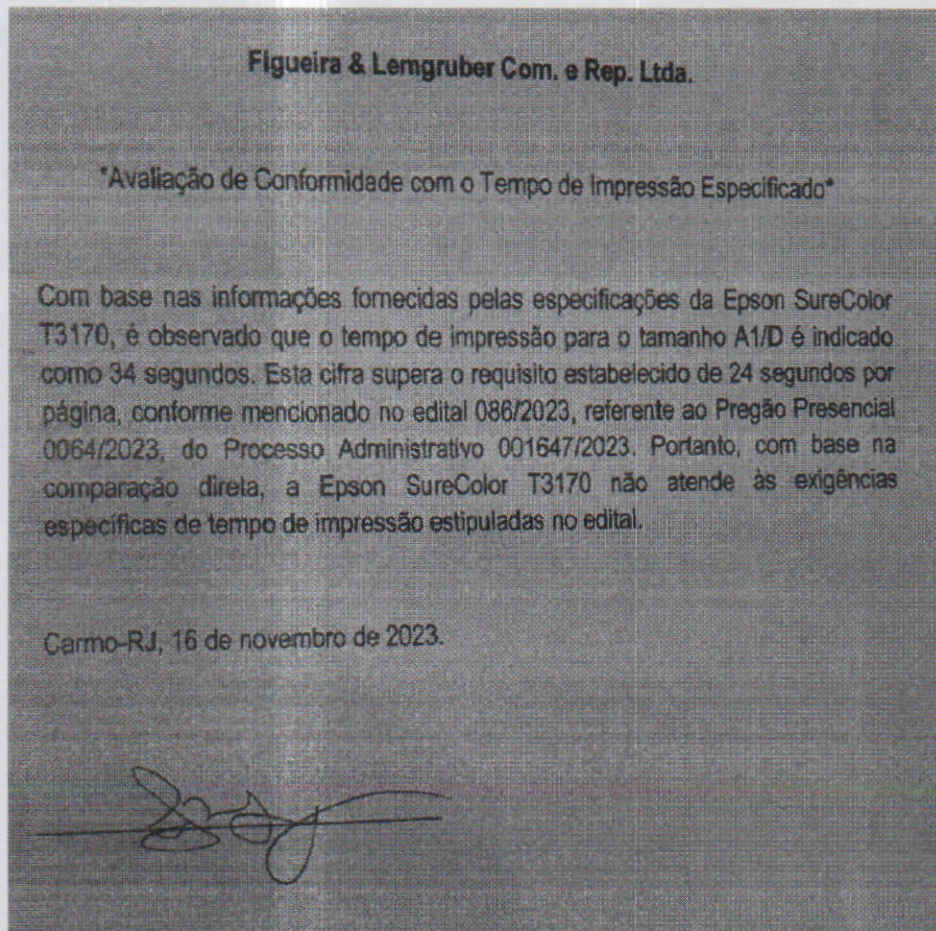 Figueira & Lemgruber Com. e Rep. Ltda.
*Avaliação de Conformidade com o Tempo de Impressão Especificado*
Com base nas informações fornecidas pelas especificações da Epson SureColor
T3170, é observado que o tempo de impressão para o tamanho A1/D é indicado
como 34 segundos. Esta cifra supera o requisito estabelecido de 24 segundos por
página, conforme mencionado no edital 086/2023, referente ao Pregão Presencial
0064/2023, do Processo Administrativo 001647/2023. Portanto, com base na
comparação direta, a Epson SureColor T3170 não atende às exigências
específicas de tempo de impressão estipuladas no edital.
Carmo-RJ, 16 de novembro de 2023.